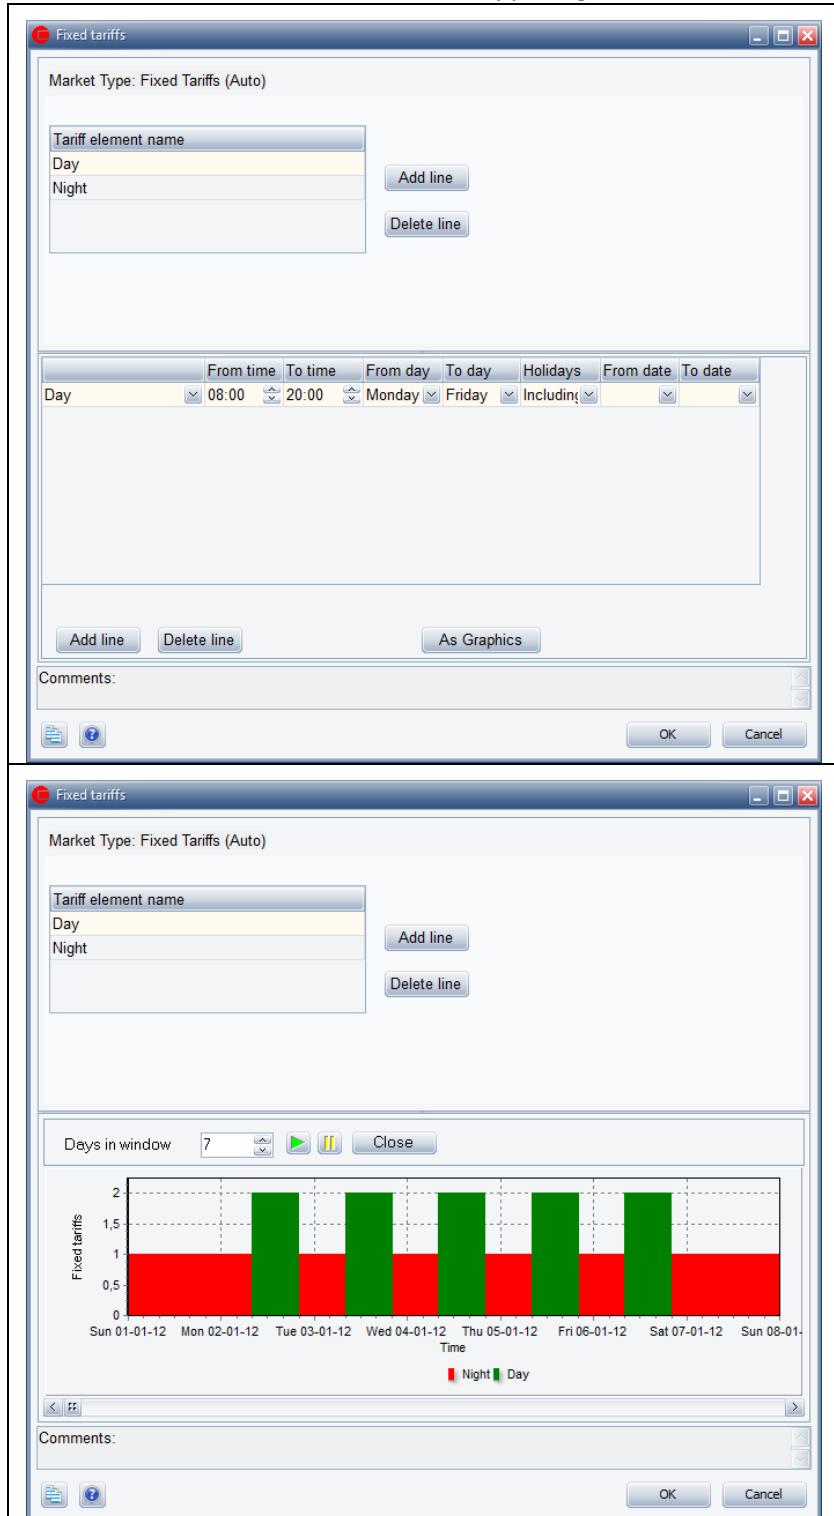 Fixed tariffs
Market Type: Fixed Tariffs (Auto)
Tariff element name
Day
Night
Add line
Delete line
From time To time From day To day Holidays From date To date
Day 08:00 20:00 Monday Friday Including
Add line Delete line As Graphics
Comments:
OK Cancel
Fixed tariffs
Market Type: Fixed Tariffs (Auto)
Tariff element name
Day
Night
Add line
Delete line
Days in window 7 Close
Fixed tariffs
2
1,5
1
0,5
0
Sun 01-01-12 Mon 02-01-12 Tue 03-01-12 Wed 04-01-12 Thu 05-01-12 Fri 06-01-12 Sat 07-01-12 Sun 08-01-
Time
Night Day
Comments:
OK Cancel